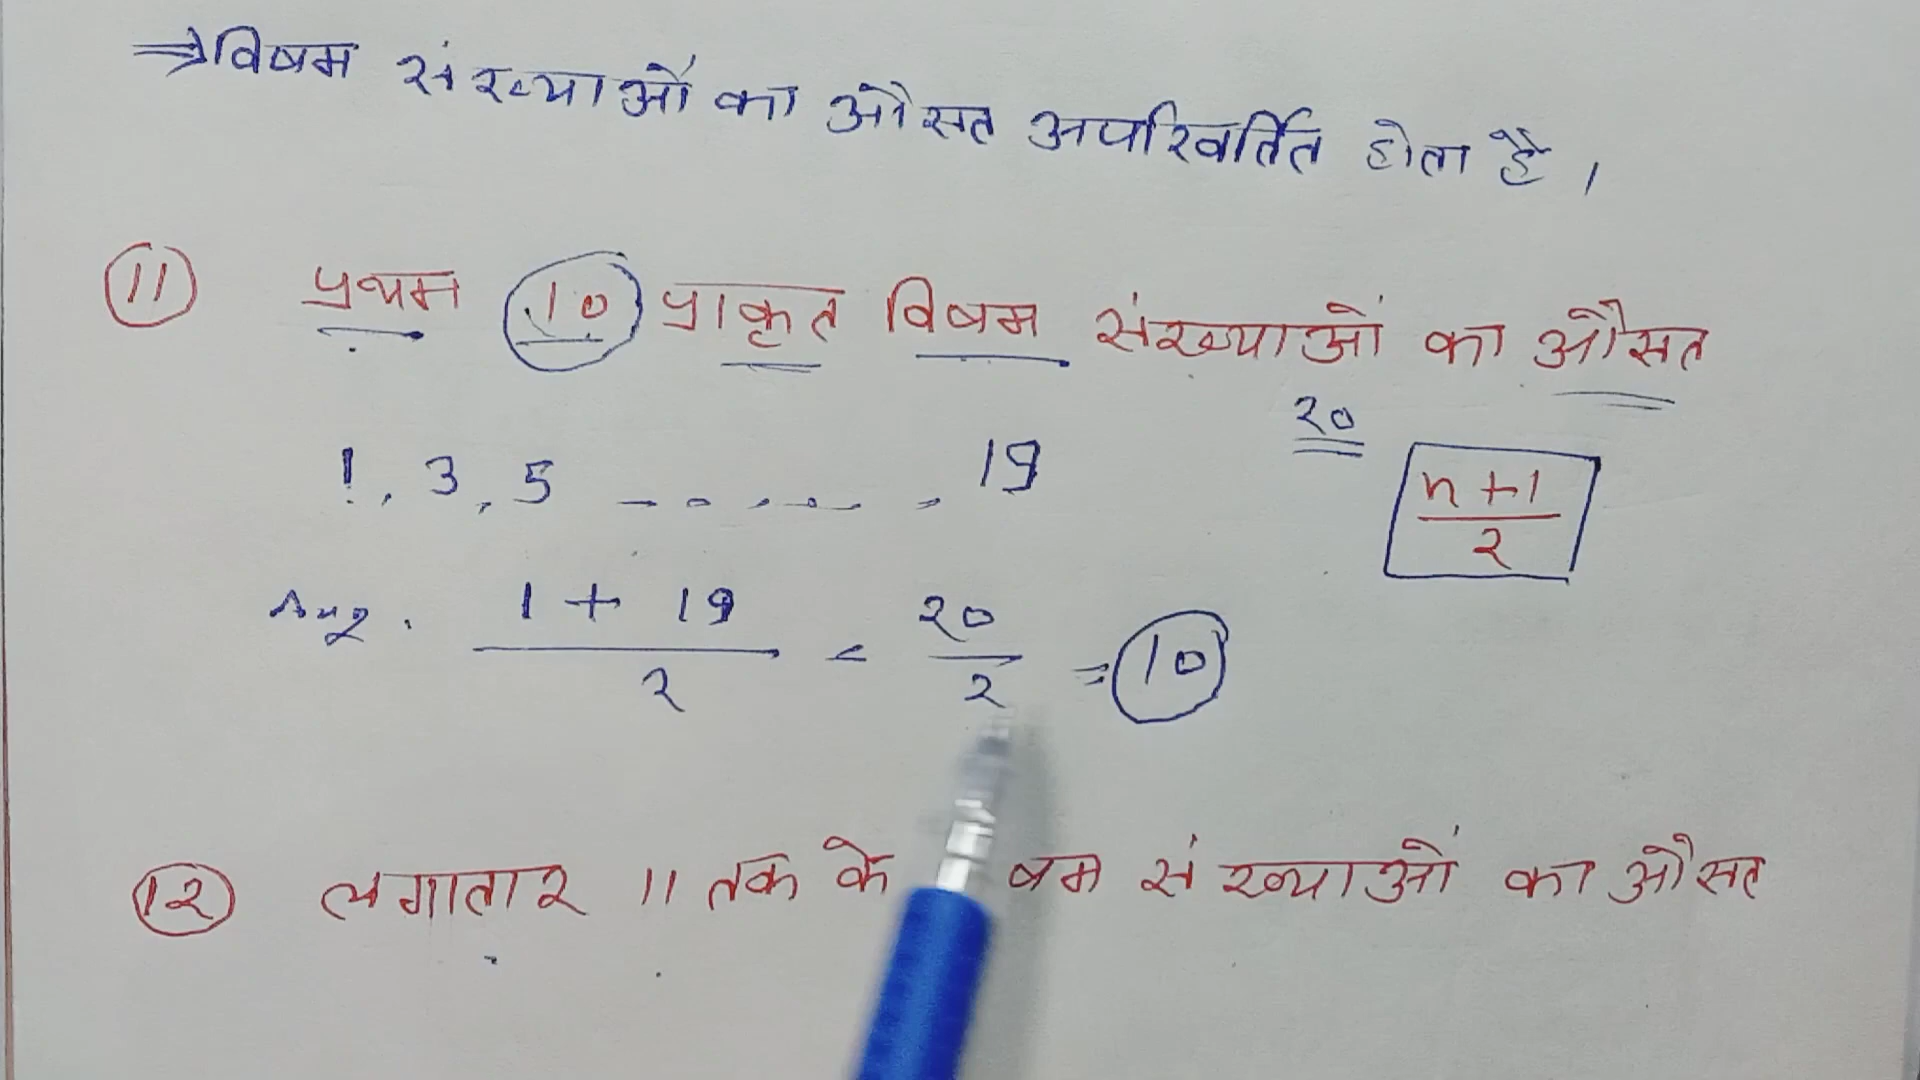 ⇒ विषम संख्याओं का औसत अपरिवर्तित होता है ।
11 प्रथम 10 प्राकृत विषम संख्याओं का औसत
20
1, 3, 5 ......, 19
n+1
2
Avg. 1 + 19 = 20 = 10
2 2
12 लगातार 11 तक के षम संख्याओं का औसत